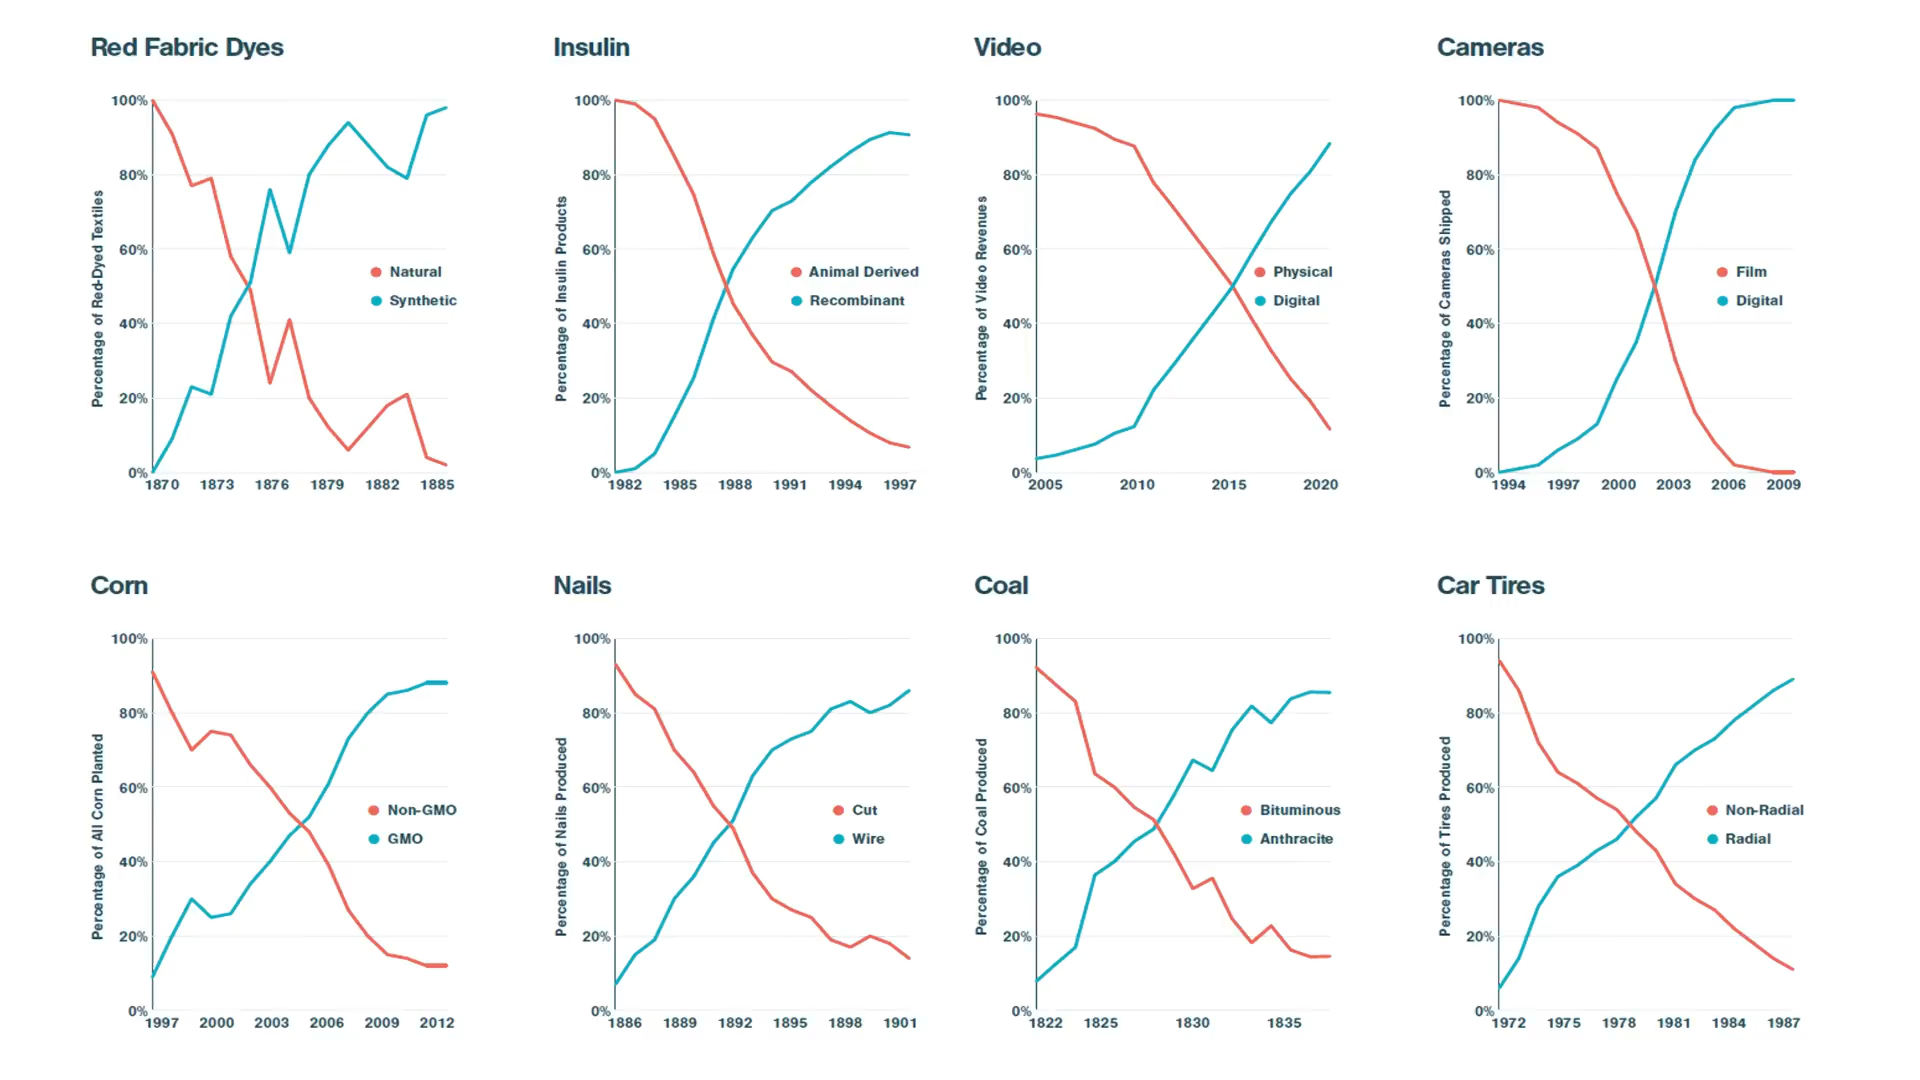 Red Fabric Dyes
Percentage of Red-Dyed Textiles
100%
80%
60%
40%
20%
0%
1870 1873 1876 1879 1882 1885
Natural
Synthetic
Insulin
Percentage of Insulin Products
100%
80%
60%
40%
20%
0%
1982 1985 1988 1991 1994 1997
Animal Derived
Recombinant
Video
Percentage of Video Revenues
100%
80%
60%
40%
20%
0%
2005 2010 2015 2020
Physical
Digital
Cameras
Percentage of Cameras Shipped
100%
80%
60%
40%
20%
0%
1994 1997 2000 2003 2006 2009
Film
Digital
Corn
Percentage of All Corn Planted
100%
80%
60%
40%
20%
0%
1997 2000 2003 2006 2009 2012
Non-GMO
GMO
Nails
Percentage of Nails Produced
100%
80%
60%
40%
20%
0%
1886 1889 1892 1895 1898 1901
Cut
Wire
Coal
Percentage of Coal Produced
100%
80%
60%
40%
20%
0%
1822 1825 1830 1835
Bituminous
Anthracite
Car Tires
Percentage of Tires Produced
100%
80%
60%
40%
20%
0%
1972 1975 1978 1981 1984 1987
Non-Radial
Radial